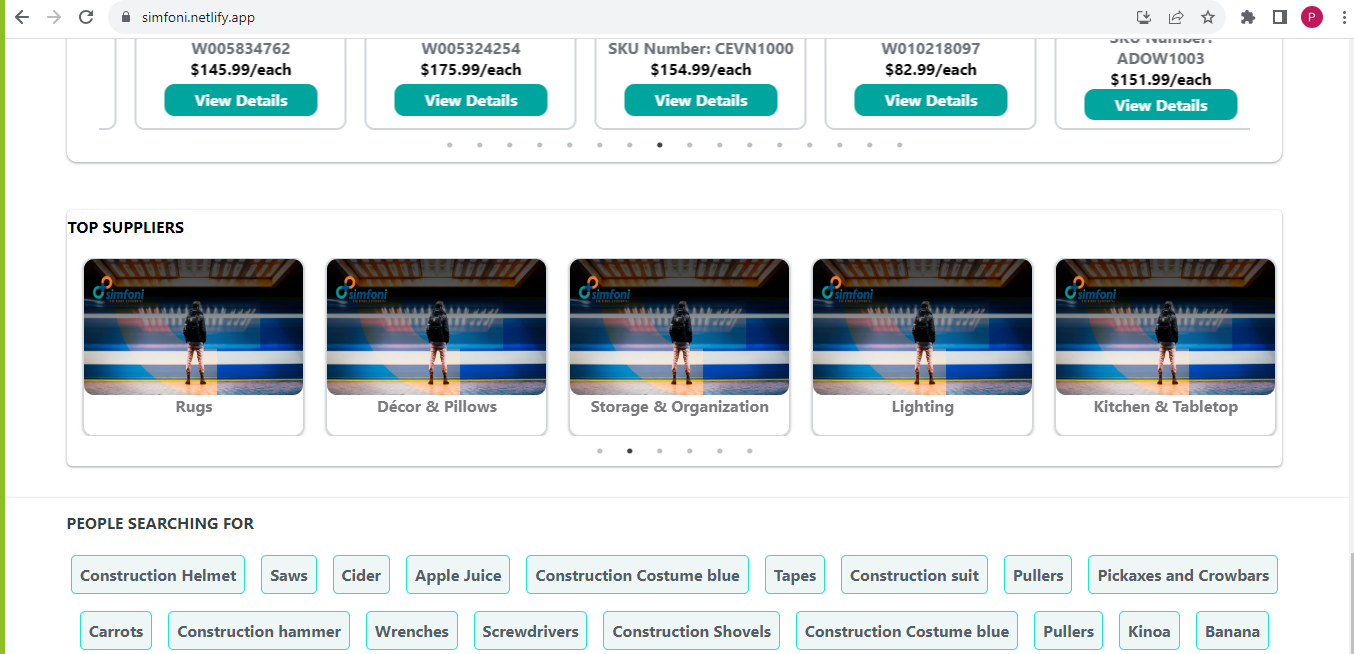 simfoni.netlify.app
P
W005834762
$145.99/each
View Details
W005324254
$175.99/each
View Details
SKU Number: CEVN1000
$154.99/each
View Details
W010218097
$82.99/each
View Details
SKU Number:
ADOW1003
$151.99/each
View Details
TOP SUPPLIERS
simfoni
Rugs
simfoni
Décor & Pillows
simfoni
Storage & Organization
simfoni
Lighting
simfoni
Kitchen & Tabletop
PEOPLE SEARCHING FOR
Construction Helmet Saws Cider Apple Juice Construction Costume blue Tapes Construction suit Pullers Pickaxes and Crowbars
Carrots Construction hammer Wrenches Screwdrivers Construction Shovels Construction Costume blue Pullers Kinoa Banana